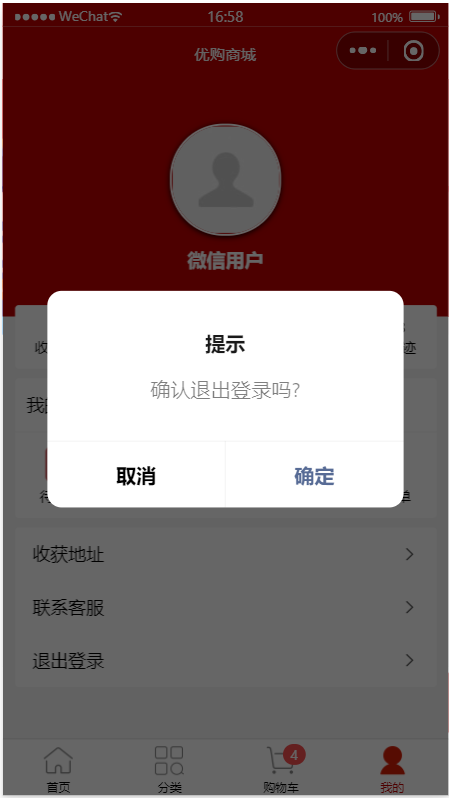 WeChat 16:58 100%
优购商城
微信用户
收
迹
提示
我的
确认退出登录吗?
取消 确定
待
单
收获地址
联系客服
退出登录
4
首页 分类 购物车 我的